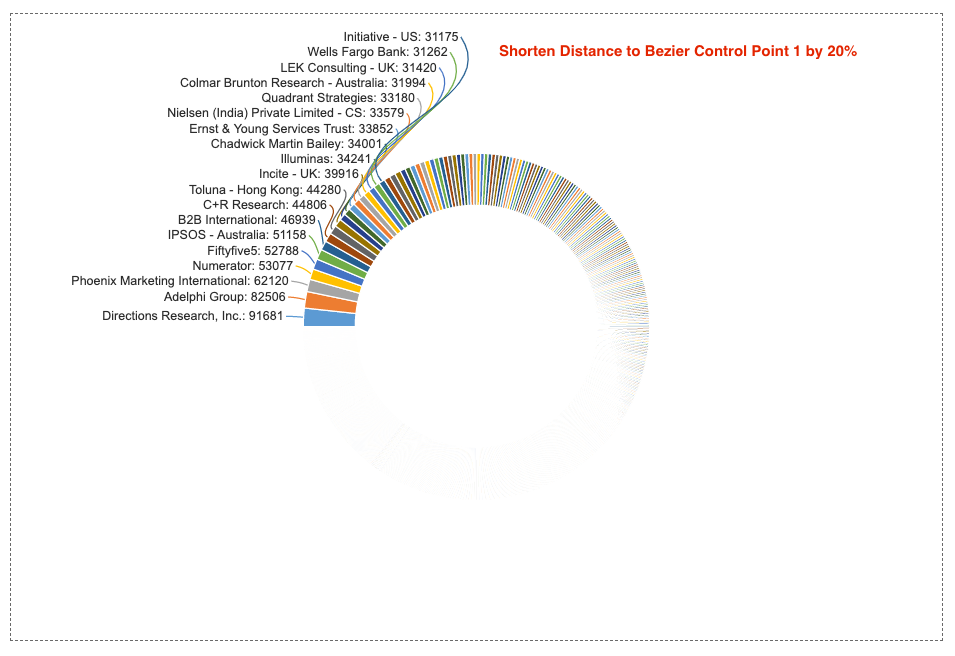 Initiative - US: 31175
Shorten Distance to Bezier Control Point 1 by 20%
Wells Fargo Bank: 31262
LEK Consulting - UK: 31420
Colmar Brunton Research - Australia: 31994
Quadrant Strategies: 33180
Nielsen (India) Private Limited - CS: 33579
Ernst & Young Services Trust: 33852
Chadwick Martin Bailey: 34001
Illuminas: 34241
Incite - UK: 39916
Toluna - Hong Kong: 44280
C+R Research: 44806
B2B International: 46939
IPSOS - Australia: 51158
Fiftyfive5: 52788
Numerator: 53077
Phoenix Marketing International: 62120
Adelphi Group: 82506
Directions Research, Inc.: 91681